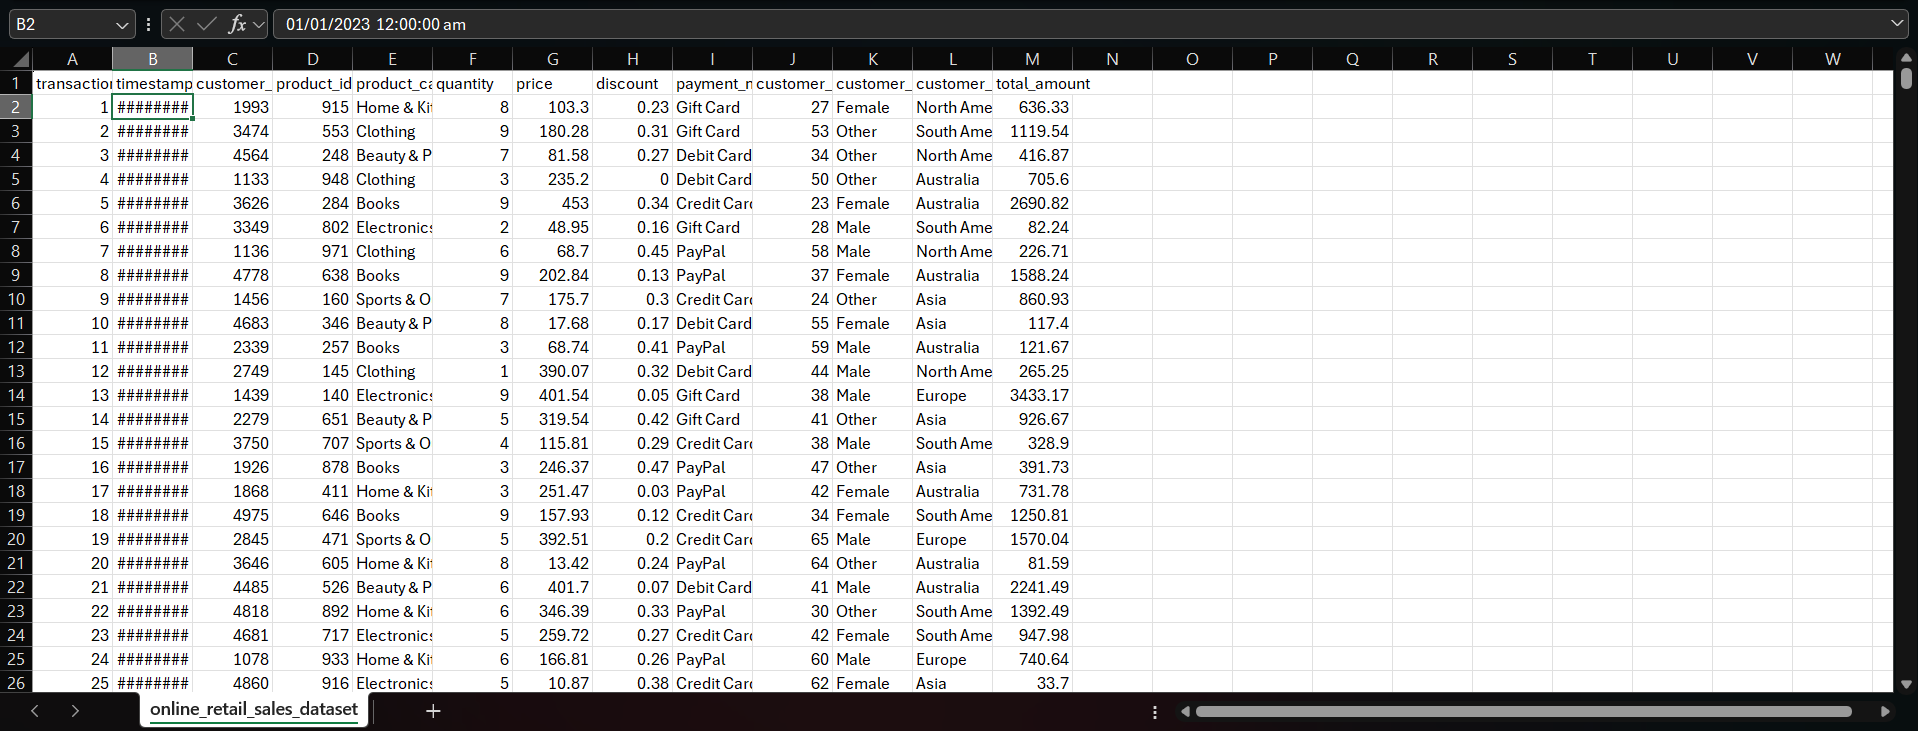 B2 fx 01/01/2023 12:00:00 am
A B C D E F G H I J K L M N O P Q R S T U V W
1 transaction timestamp customer_ product_id product_ca quantity price discount payment_m customer_ customer_ customer_ total_amount
2 1 ######## 1993 915 Home & Kit 8 103.3 0.23 Gift Card 27 Female North Ame 636.33
3 2 ######## 3474 553 Clothing 9 180.28 0.31 Gift Card 53 Other South Ame 1119.54
4 3 ######## 4564 248 Beauty & P 7 81.58 0.27 Debit Card 34 Other North Ame 416.87
5 4 ######## 1133 948 Clothing 3 235.2 0 Debit Card 50 Other Australia 705.6
6 5 ######## 3626 284 Books 9 453 0.34 Credit Card 23 Female Australia 2690.82
7 6 ######## 3349 802 Electronics 2 48.95 0.16 Gift Card 28 Male South Ame 82.24
8 7 ######## 1136 971 Clothing 6 68.7 0.45 PayPal 58 Male North Ame 226.71
9 8 ######## 4778 638 Books 9 202.84 0.13 PayPal 37 Female Australia 1588.24
10 9 ######## 1456 160 Sports & O 7 175.7 0.3 Credit Card 24 Other Asia 860.93
11 10 ######## 4683 346 Beauty & P 8 17.68 0.17 Debit Card 55 Female Asia 117.4
12 11 ######## 2339 257 Books 3 68.74 0.41 PayPal 59 Male Australia 121.67
13 12 ######## 2749 145 Clothing 1 390.07 0.32 Debit Card 44 Male North Ame 265.25
14 13 ######## 1439 140 Electronics 9 401.54 0.05 Gift Card 38 Male Europe 3433.17
15 14 ######## 2279 651 Beauty & P 5 319.54 0.42 Gift Card 41 Other Asia 926.67
16 15 ######## 3750 707 Sports & O 4 115.81 0.29 Credit Card 38 Male South Ame 328.9
17 16 ######## 1926 878 Books 3 246.37 0.47 PayPal 47 Other Asia 391.73
18 17 ######## 1868 411 Home & Kit 3 251.47 0.03 PayPal 42 Female Australia 731.78
19 18 ######## 4975 646 Books 9 157.93 0.12 Credit Card 34 Female South Ame 1250.81
20 19 ######## 2845 471 Sports & O 5 392.51 0.2 Credit Card 65 Male Europe 1570.04
21 20 ######## 3646 605 Home & Kit 8 13.42 0.24 PayPal 64 Other Australia 81.59
22 21 ######## 4485 526 Beauty & P 6 401.7 0.07 Debit Card 41 Male Australia 2241.49
23 22 ######## 4818 892 Home & Kit 6 346.39 0.33 PayPal 30 Other South Ame 1392.49
24 23 ######## 4681 717 Electronics 5 259.72 0.27 Credit Card 42 Female South Ame 947.98
25 24 ######## 1078 933 Home & Kit 6 166.81 0.26 PayPal 60 Male Europe 740.64
26 25 ######## 4860 916 Electronics 5 10.87 0.38 Credit Card 62 Female Asia 33.7
online_retail_sales_dataset